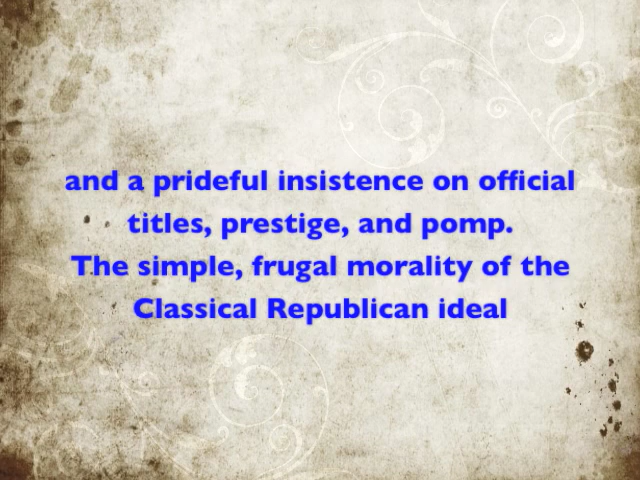 and a prideful insistence on official
titles, prestige, and pomp.
The simple, frugal morality of the
Classical Republican ideal